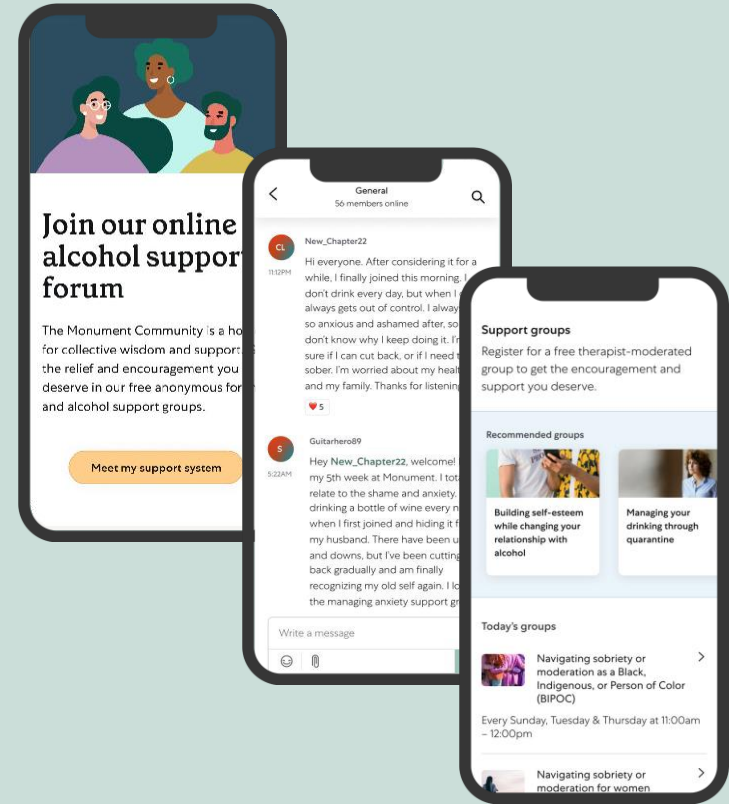 Join our online
alcohol suppor
forum
The Monument Community is a ho
for collective wisdom and support.
the relief and encouragement you
deserve in our free anonymous for
and alcohol support groups.
Meet my support system
General
56 members online
CL
New_Chapter22
11:12PM
Hi everyone. After considering it for a
while, I finally joined this morning. I
don't drink every day, but when I
always gets out of control. I alway
so anxious and ashamed after, so
don't know why I keep doing it. I'm
sure if I can cut back, or if I need t
sober. I'm worried about my healt
and my family. Thanks for listening
5
S
Guitarhero89
5:22AM
Hey New_Chapter22, welcome!
my 5th week at Monument. I tota
relate to the shame and anxiety.
drinking a bottle of wine every n
when I first joined and hiding it f
my husband. There have been u
and downs, but I've been cutting
back gradually and am finally
recognizing my old self again. I lo
the managing anxiety support gr
Write a message
Support groups
Register for a free therapist-moderated
group to get the encouragement and
support you deserve.
Recommended groups
Building self-esteem
while changing your
relationship with
alcohol
Managing your
drinking through
quarantine
Today's groups
Navigating sobriety or
moderation as a Black,
Indigenous, or Person of Color
(BIPOC)
Every Sunday, Tuesday & Thursday at 11:00am
– 12:00pm
Navigating sobriety or
moderation for women